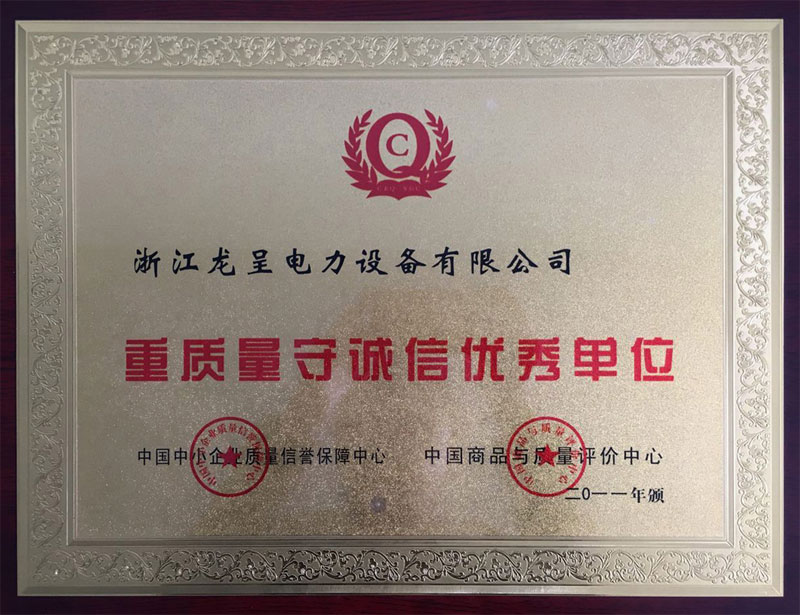 QC
浙江龙呈电力设备有限公司
重质量守诚信优秀单位
中国中小企业质量信誉保障中心
中国商品与质量评价中心
二0一一年颁